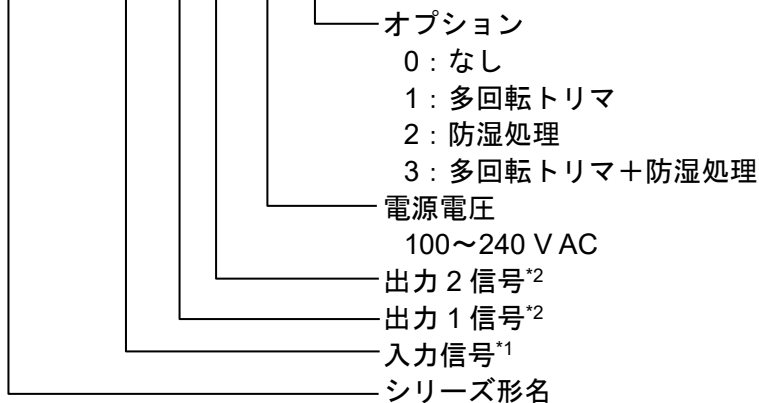 オプション
0：なし
1：多回転トリマ
2：防湿処理
3：多回転トリマ＋防湿処理
電源電圧
100～240 V AC
出力 2 信号*2
出力 1 信号*2
入力信号*1
シリーズ形名